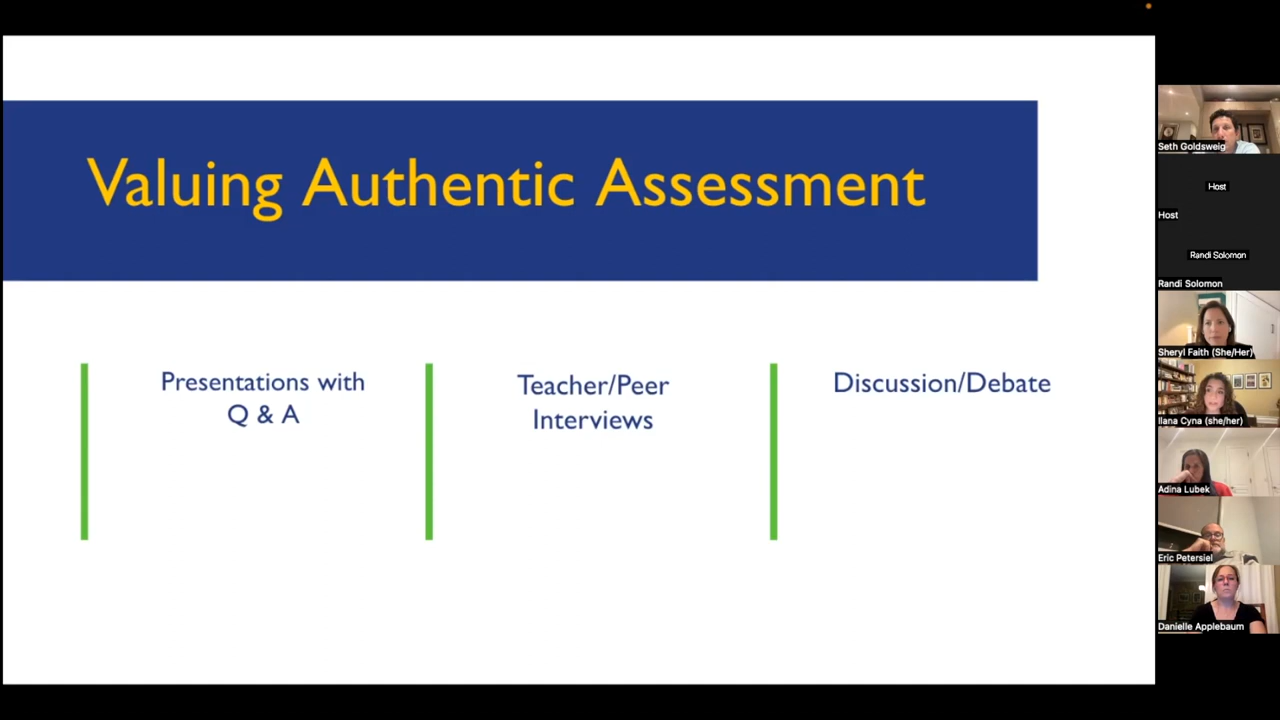 Valuing Authentic Assessment
Presentations with
Q & A
Teacher/Peer
Interviews
Discussion/Debate
Seth Goldsweig
Host
Host
Randi Solomon
Randi Solomon
Sheryl Faith (She/Her)
Ilana Cyna (she/her)
Adina Lubek
Eric Petersiel
Danielle Applebaum